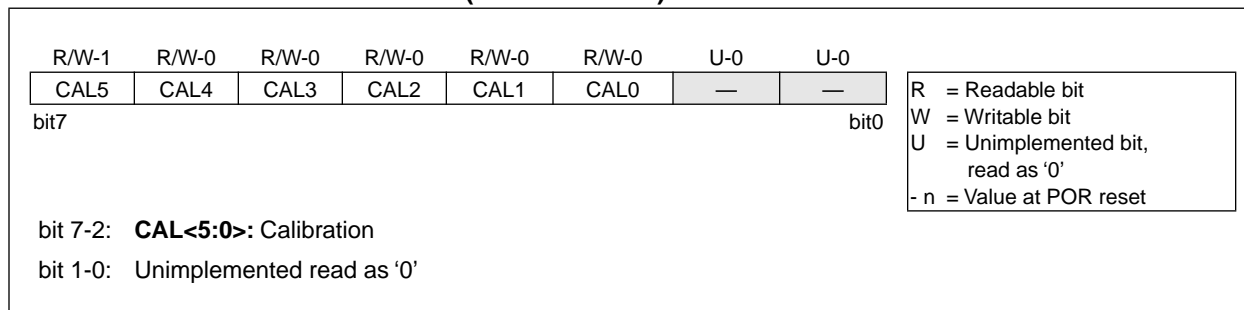 R/W-1 R/W-0 R/W-0 R/W-0 R/W-0 R/W-0 U-0 U-0
CAL5 CAL4 CAL3 CAL2 CAL1 CAL0 — —
bit7 bit0
R = Readable bit
W = Writable bit
U = Unimplemented bit,
read as ‘0’
- n = Value at POR reset
bit 7-2: CAL<5:0>: Calibration
bit 1-0: Unimplemented read as ‘0’